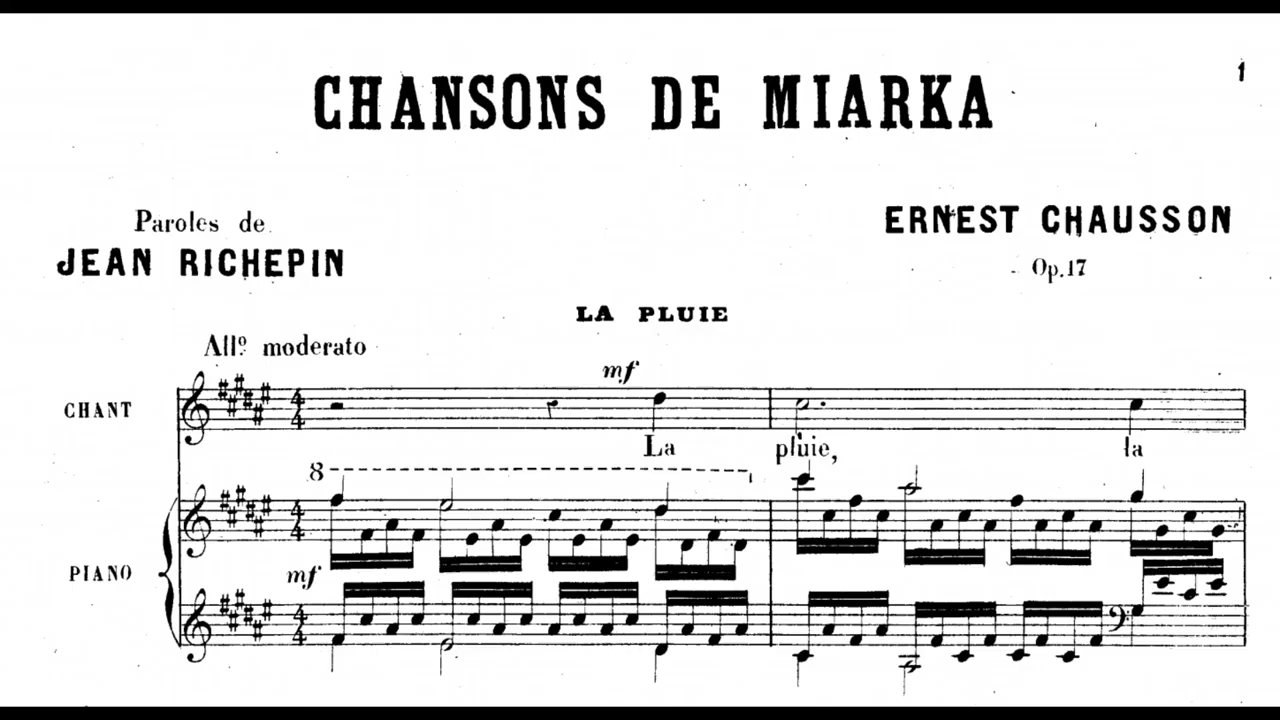 1
CHANSONS DE MIARKA
Paroles de
JEAN RICHEPIN
ERNEST CHAUSSON
Op. 17
LA PLUIE
All.º moderato
mf
CHANT
La pluie, la
8
PIANO
mf